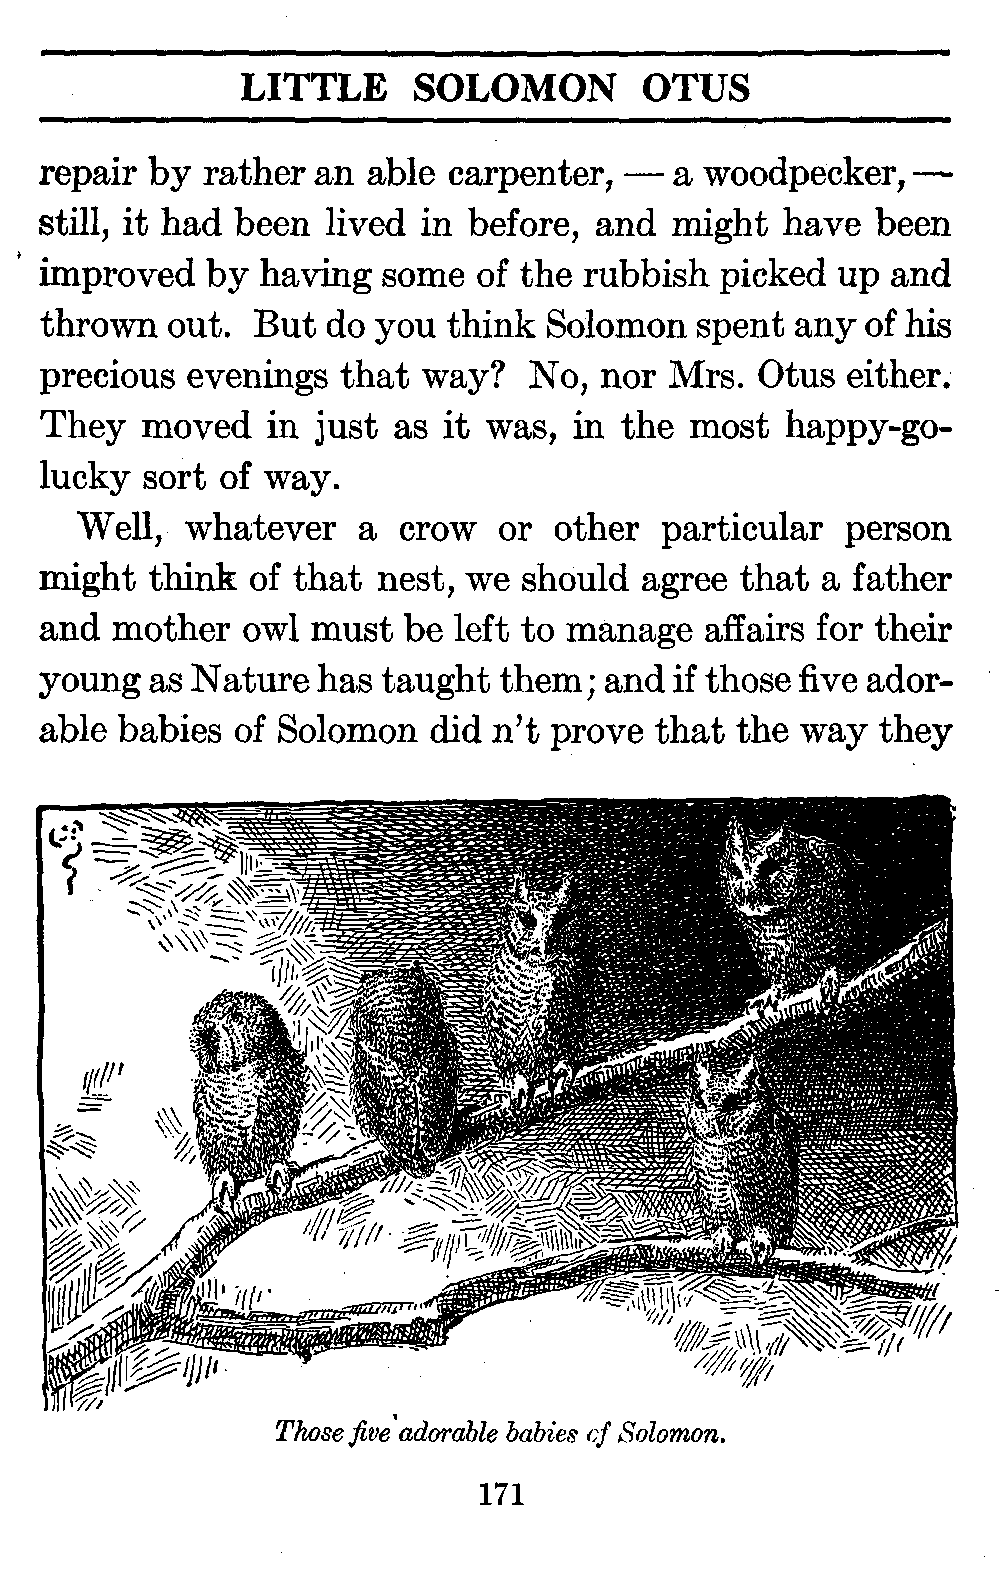 LITTLE SOLOMON OTUS
repair by rather an able carpenter, — a woodpecker, —
still, it had been lived in before, and might have been
improved by having some of the rubbish picked up and
thrown out. But do you think Solomon spent any of his
precious evenings that way? No, nor Mrs. Otus either.
They moved in just as it was, in the most happy-go-
lucky sort of way.
Well, whatever a crow or other particular person
might think of that nest, we should agree that a father
and mother owl must be left to manage affairs for their
young as Nature has taught them; and if those five ador-
able babies of Solomon did n't prove that the way they
Those five adorable babies of Solomon.
171